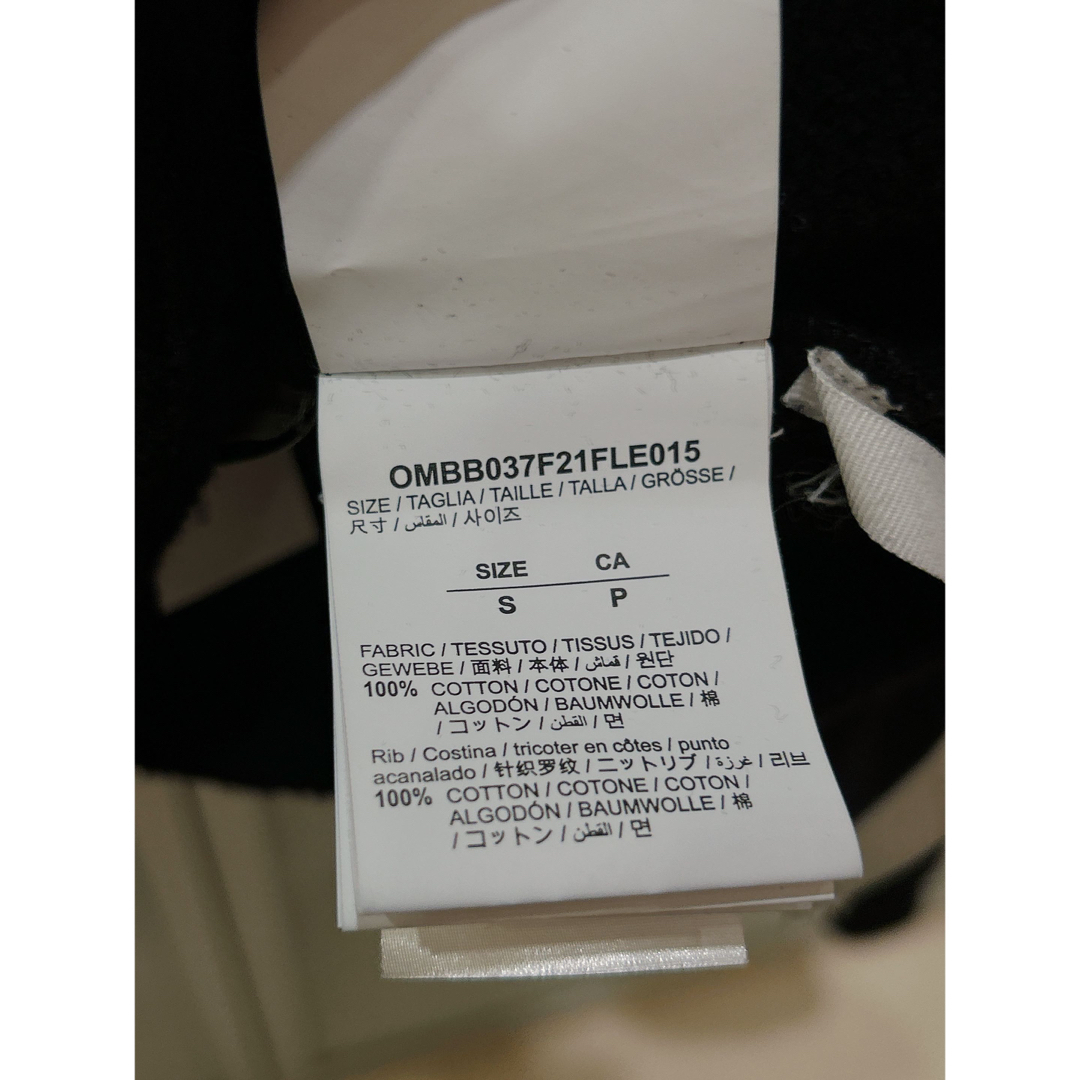 OMBB037F21FLE015
SIZE / TAGLIA / TAILLE / TALLA / GRÖSSE /
尺寸 / المقاس / 사이즈
SIZE CA
S P
FABRIC / TESSUTO / TISSUS / TEJIDO /
GEWEBE / 面料 / 本体 / قماش / 원단
100% COTTON / COTONE / COTON /
ALGODÓN / BAUMWOLLE / 棉
/ コットン / القطن / 면
Rib / Costina / tricoter en côtes / punto
acanalado / 针织罗纹 / ニットリブ / غرزة / 리브
100% COTTON / COTONE / COTON /
ALGODÓN / BAUMWOLLE / 棉
/ コットン / القطن / 면